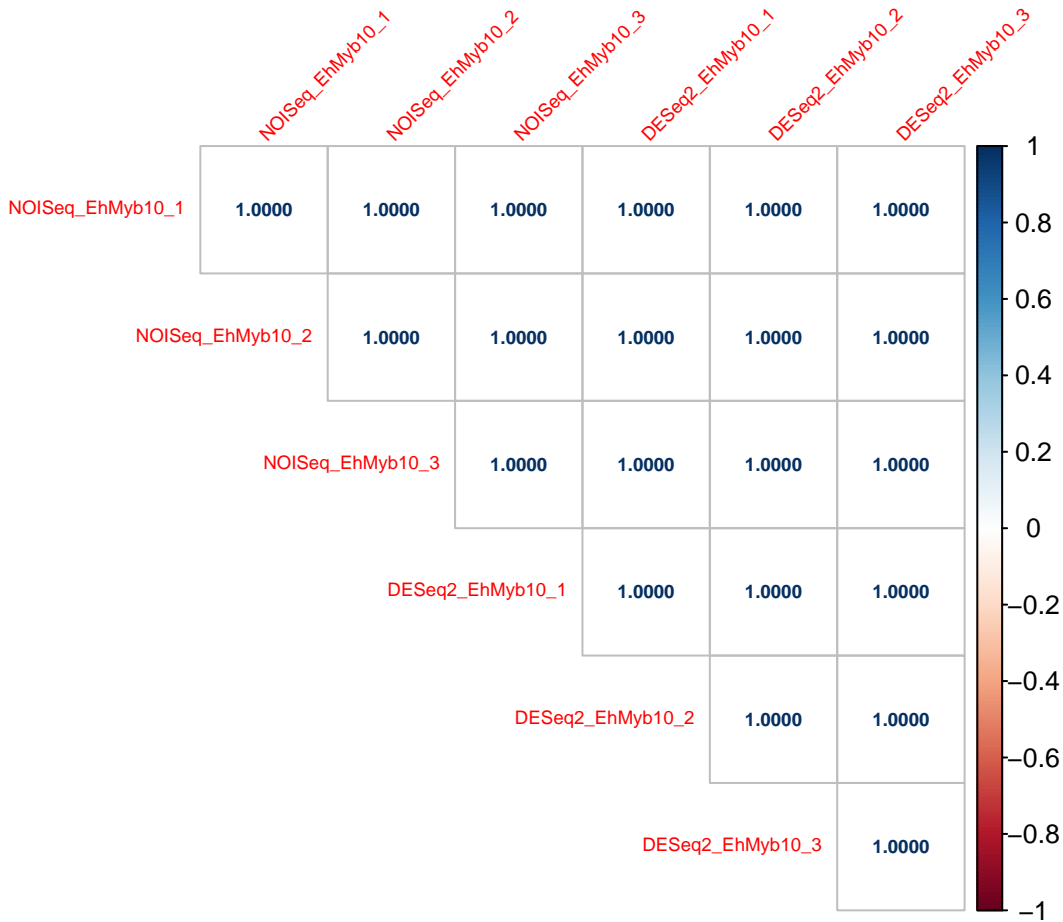 NOISeq_EhMyb10_1
NOISeq_EhMyb10_2
NOISeq_EhMyb10_3
DESeq2_EhMyb10_1
DESeq2_EhMyb10_2
DESeq2_EhMyb10_3
NOISeq_EhMyb10_1 1.0000 1.0000 1.0000 1.0000 1.0000 1.0000
NOISeq_EhMyb10_2 1.0000 1.0000 1.0000 1.0000 1.0000
NOISeq_EhMyb10_3 1.0000 1.0000 1.0000 1.0000
DESeq2_EhMyb10_1 1.0000 1.0000 1.0000
DESeq2_EhMyb10_2 1.0000 1.0000
DESeq2_EhMyb10_3 1.0000
1
0.8
0.6
0.4
0.2
0
−0.2
−0.4
−0.6
−0.8
−1